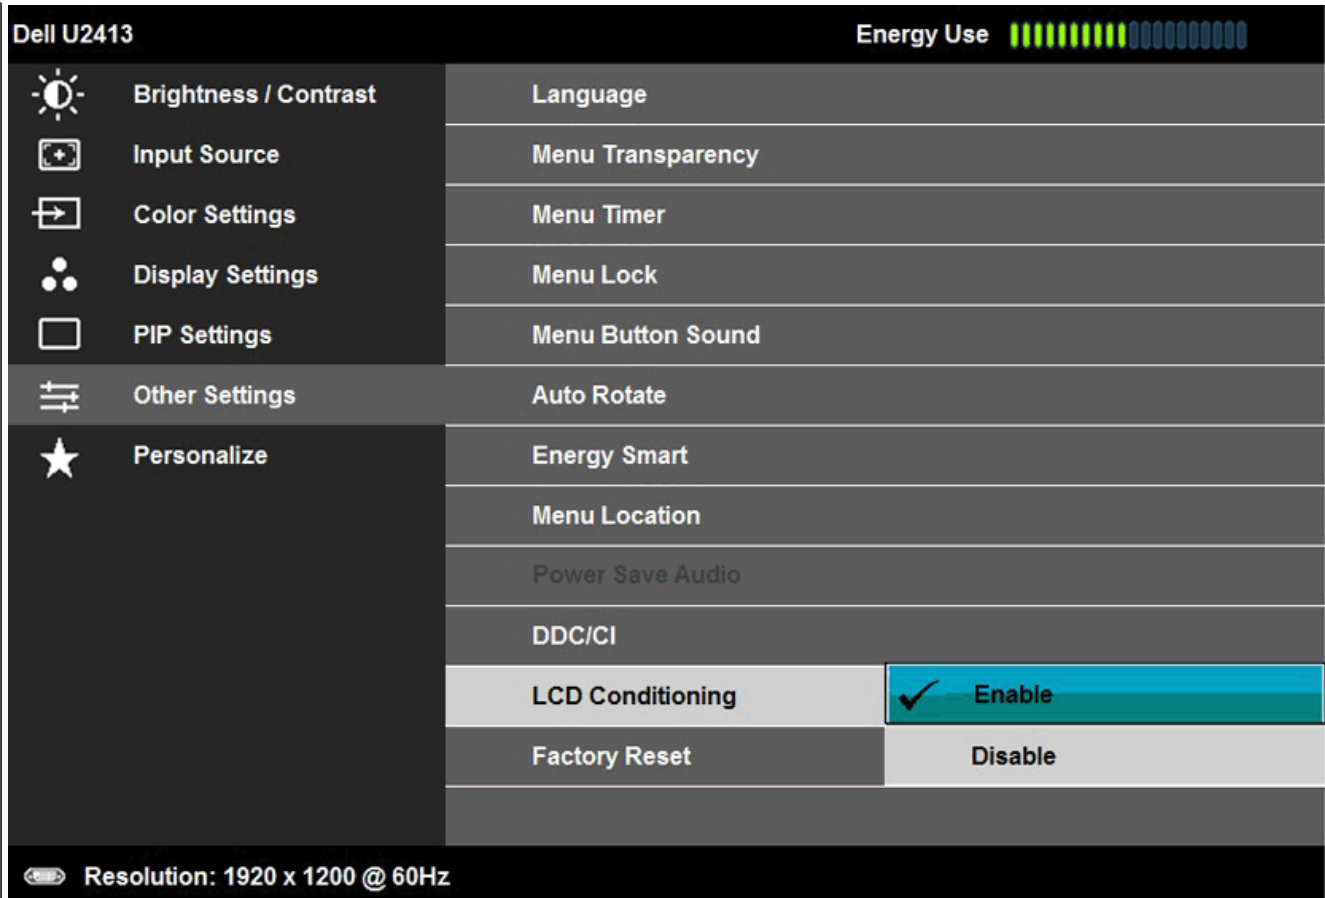 Dell U2413
Energy Use
Brightness / Contrast
Input Source
Color Settings
Display Settings
PIP Settings
Other Settings
Personalize
Language
Menu Transparency
Menu Timer
Menu Lock
Menu Button Sound
Auto Rotate
Energy Smart
Menu Location
Power Save Audio
DDC/CI
LCD Conditioning
Enable
Disable
Factory Reset
Resolution: 1920 x 1200 @ 60Hz